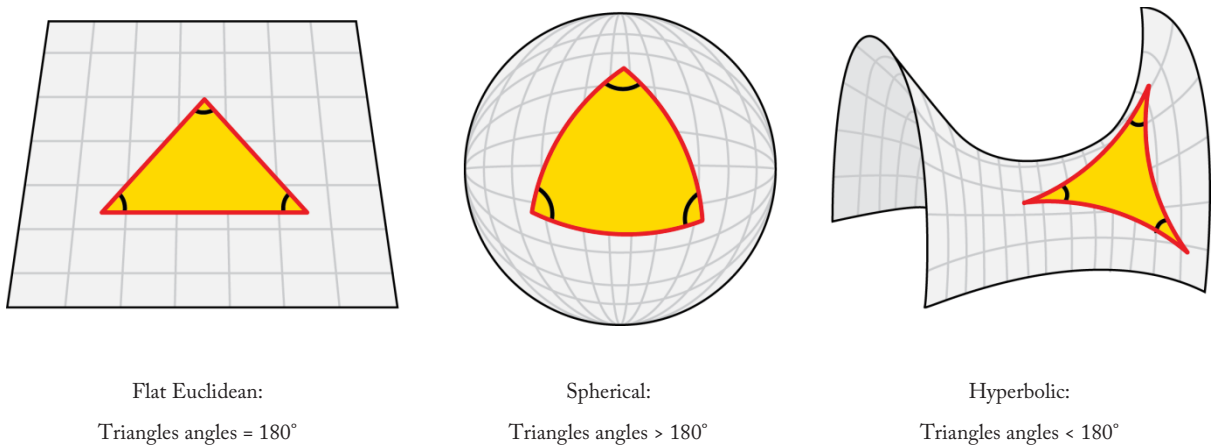 Flat Euclidean:
Triangles angles = 180°
Spherical:
Triangles angles > 180°
Hyperbolic:
Triangles angles < 180°